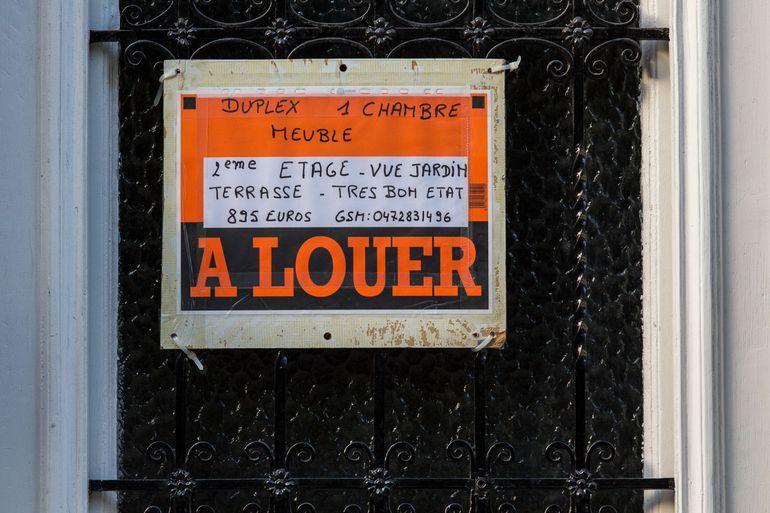 DUPLEX 1 CHAMBRE
MEUBLE
2eme ETAGE - VUE JARDIN
TERRASSE - TRES BON ETAT
895 EUROS GSM: 0472831496
A LOUER